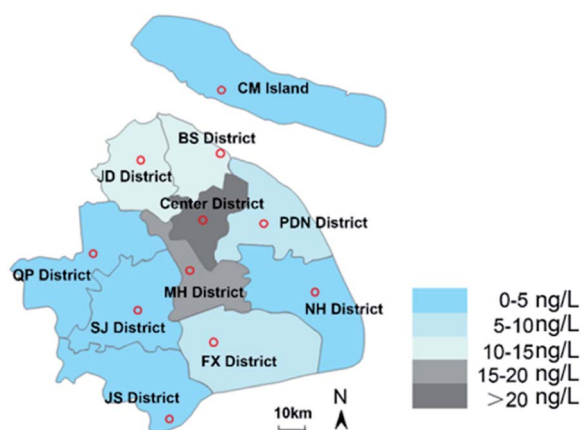 CM Island
BS District
JD District
Center District
PDN District
QP District
MH District
NH District
SJ District
FX District
JS District
0-5 ng/L
5-10ng/L
10-15ng/L
15-20 ng/L
>20 ng/L
N
10km